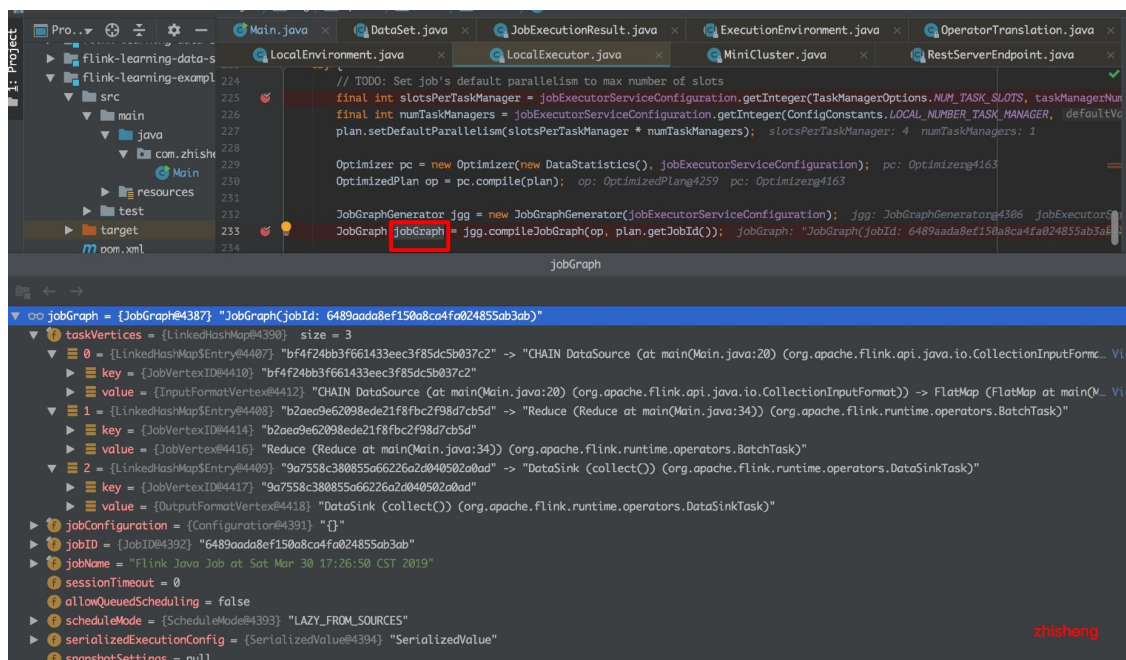 1: Project
Pro..
Main.java ×
DataSet.java ×
JobExecutionResult.java ×
ExecutionEnvironment.java ×
OperatorTranslation.java ×
LocalEnvironment.java ×
LocalExecutor.java ×
MiniCluster.java ×
RestServerEndpoint.java ×
flink-learning-data-s
flink-learning-exampl
src
main
java
com.zhishe
Main
resources
test
target
pom.xml
224 // TODO: Set job's default parallelism to max number of slots
225 final int slotsPerTaskManager = jobExecutorServiceConfiguration.getInteger(TaskManagerOptions.NUM_TASK_SLOTS, taskManagerNum
226 final int numTaskManagers = jobExecutorServiceConfiguration.getInteger(ConfigConstants.LOCAL_NUMBER_TASK_MANAGER, defaultVa
227 plan.setDefaultParallelism(slotsPerTaskManager * numTaskManagers); slotsPerTaskManager: 4 numTaskManagers: 1
228
229 Optimizer pc = new Optimizer(new DataStatistics(), jobExecutorServiceConfiguration); pc: Optimizer@4163
230 OptimizedPlan op = pc.compile(plan); op: OptimizedPlan@4259 pc: Optimizer@4163
231
232 JobGraphGenerator jgg = new JobGraphGenerator(jobExecutorServiceConfiguration); jgg: JobGraphGenerator@4306 jobExecutorS
233 JobGraph jobGraph = jgg.compileJobGraph(op, plan.getJobId()); jobGraph: "JobGraph(jobId: 6489aada8ef150a8ca4fa024855ab3a
234
jobGraph
jobGraph = {JobGraph@4387} "JobGraph(jobId: 6489aada8ef150a8ca4fa024855ab3ab)"
taskVertices = {LinkedHashMap@4390} size = 3
0 = {LinkedHashMap$Entry@4407} "bf4f24bb3f661433eec3f85dc5b037c2" -> "CHAIN DataSource (at main(Main.java:20) (org.apache.flink.api.java.io.CollectionInputForma… Vi
key = {JobVertexID@4410} "bf4f24bb3f661433eec3f85dc5b037c2"
value = {InputFormatVertex@4412} "CHAIN DataSource (at main(Main.java:20) (org.apache.flink.api.java.io.CollectionInputFormat)) -> FlatMap (FlatMap at main(M… Vi
1 = {LinkedHashMap$Entry@4408} "b2aea9e62098ede21f8fbc2f98d7cb5d" -> "Reduce (Reduce at main(Main.java:34)) (org.apache.flink.runtime.operators.BatchTask)"
key = {JobVertexID@4414} "b2aea9e62098ede21f8fbc2f98d7cb5d"
value = {JobVertex@4416} "Reduce (Reduce at main(Main.java:34)) (org.apache.flink.runtime.operators.BatchTask)"
2 = {LinkedHashMap$Entry@4409} "9a7558c380855a66226a2d040502a0ad" -> "DataSink (collect()) (org.apache.flink.runtime.operators.DataSinkTask)"
key = {JobVertexID@4417} "9a7558c380855a66226a2d040502a0ad"
value = {OutputFormatVertex@4418} "DataSink (collect()) (org.apache.flink.runtime.operators.DataSinkTask)"
jobConfiguration = {Configuration@4391} "{}"
jobID = {JobID@4392} "6489aada8ef150a8ca4fa024855ab3ab"
jobName = "Flink Java Job at Sat Mar 30 17:26:50 CST 2019"
sessionTimeout = 0
allowQueuedScheduling = false
scheduleMode = {ScheduleMode@4393} "LAZY_FROM_SOURCES"
serializedExecutionConfig = {SerializedValue@4394} "SerializedValue"
snapshotSettings = null
zhisheng